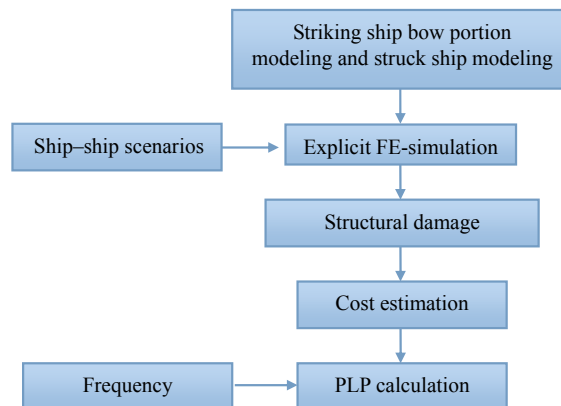 Striking ship bow portion
modeling and struck ship modeling
Ship–ship scenarios
Explicit FE-simulation
Structural damage
Cost estimation
Frequency
PLP calculation